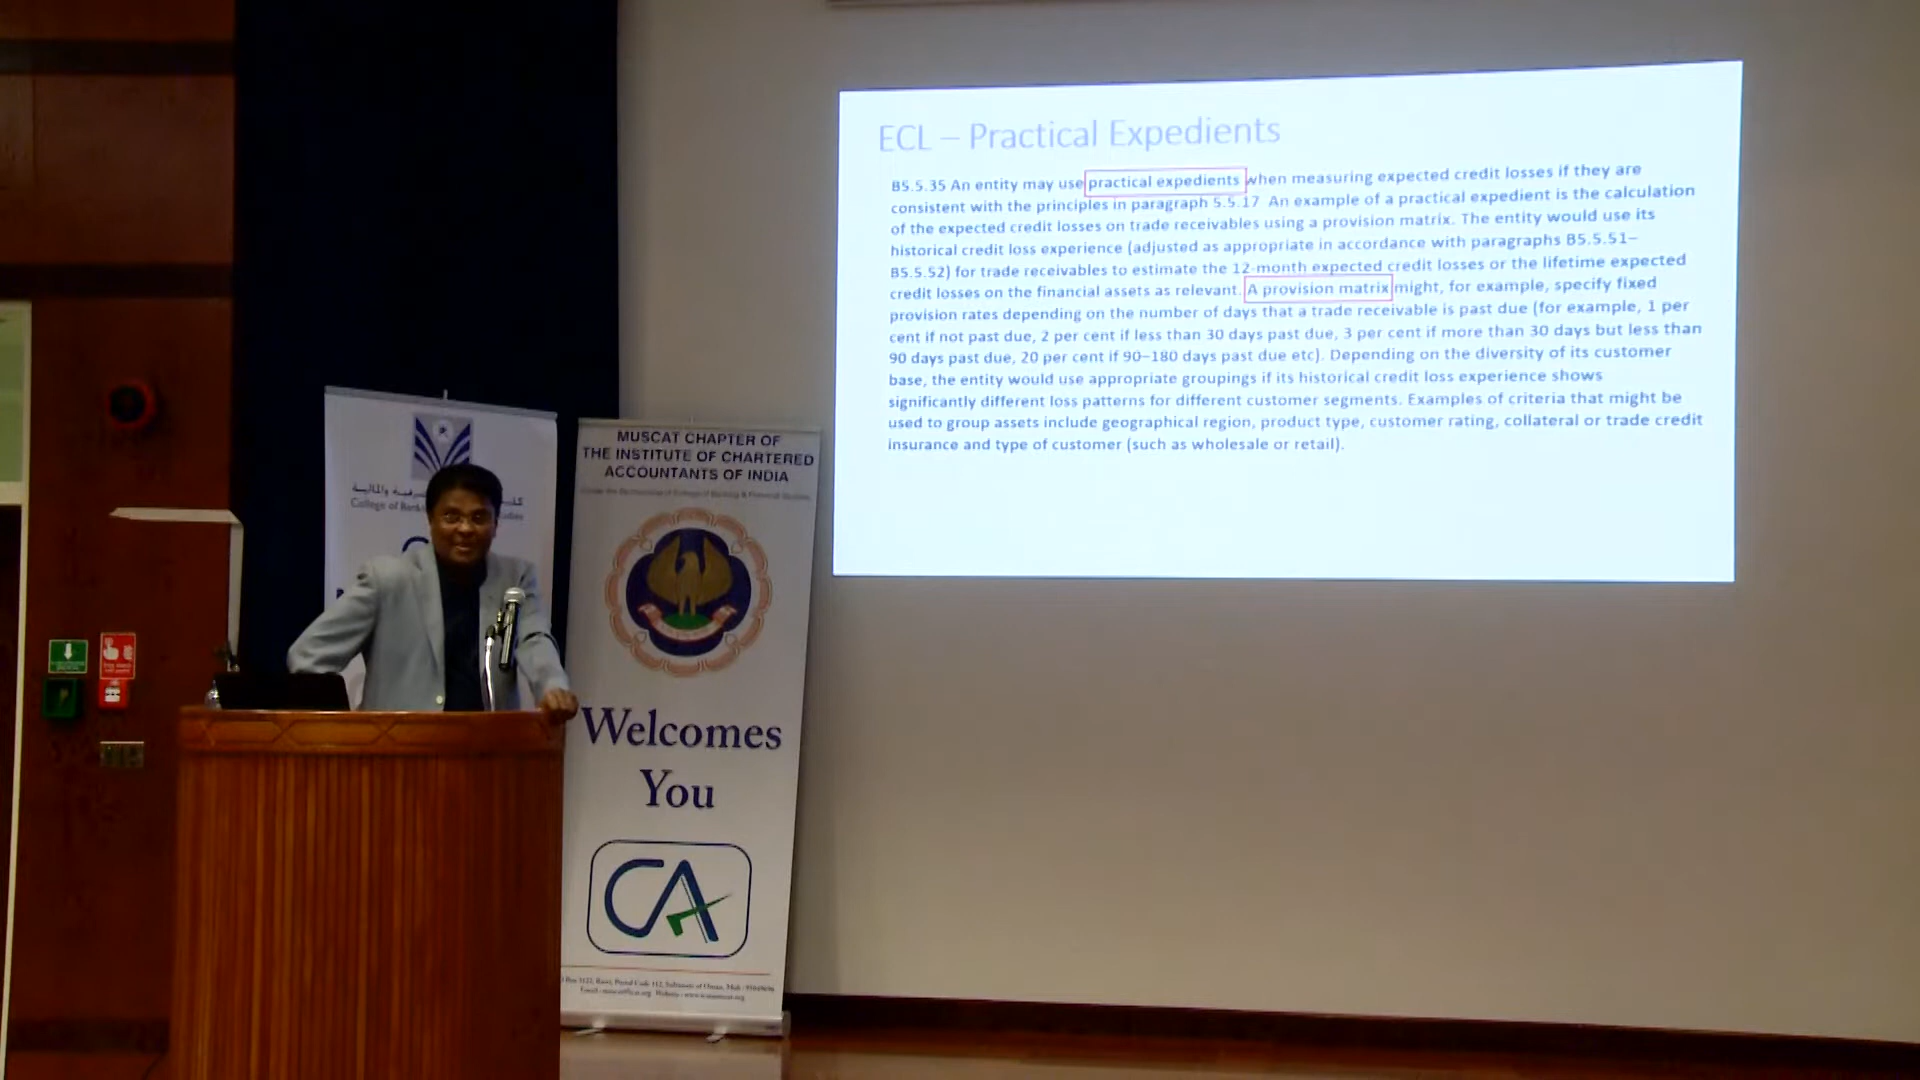 ECL – Practical Expedients
B5.5.35 An entity may use practical expedients when measuring expected credit losses if they are
consistent with the principles in paragraph 5.5.17 An example of a practical expedient is the calculation
of the expected credit losses on trade receivables using a provision matrix. The entity would use its
historical credit loss experience (adjusted as appropriate in accordance with paragraphs B5.5.51–
B5.5.52) for trade receivables to estimate the 12-month expected credit losses or the lifetime expected
credit losses on the financial assets as relevant. A provision matrix might, for example, specify fixed
provision rates depending on the number of days that a trade receivable is past due (for example, 1 per
cent if not past due, 2 per cent if less than 30 days past due, 3 per cent if more than 30 days but less than
90 days past due, 20 per cent if 90–180 days past due etc). Depending on the diversity of its customer
base, the entity would use appropriate groupings if its historical credit loss experience shows
significantly different loss patterns for different customer segments. Examples of criteria that might be
used to group assets include geographical region, product type, customer rating, collateral or trade credit
insurance and type of customer (such as wholesale or retail).
College of
MUSCAT CHAPTER OF
THE INSTITUTE OF CHARTERED
ACCOUNTANTS OF INDIA
Welcomes
You
CA